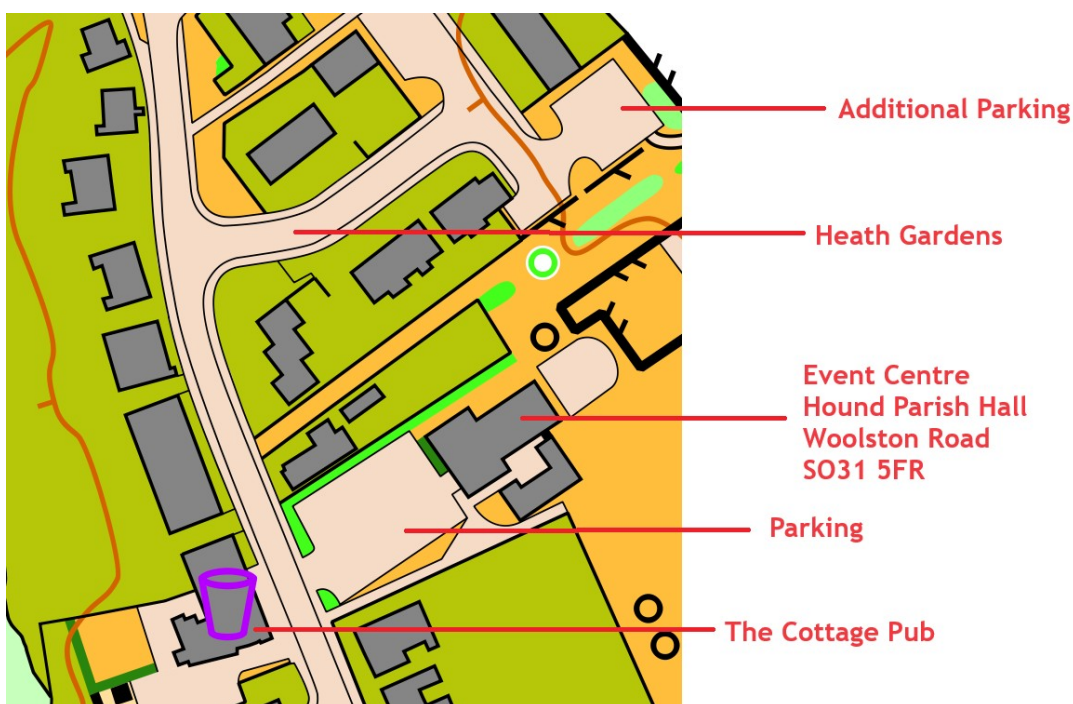 Additional Parking
Heath Gardens
Event Centre
Hound Parish Hall
Woolston Road
SO31 5FR
Parking
The Cottage Pub